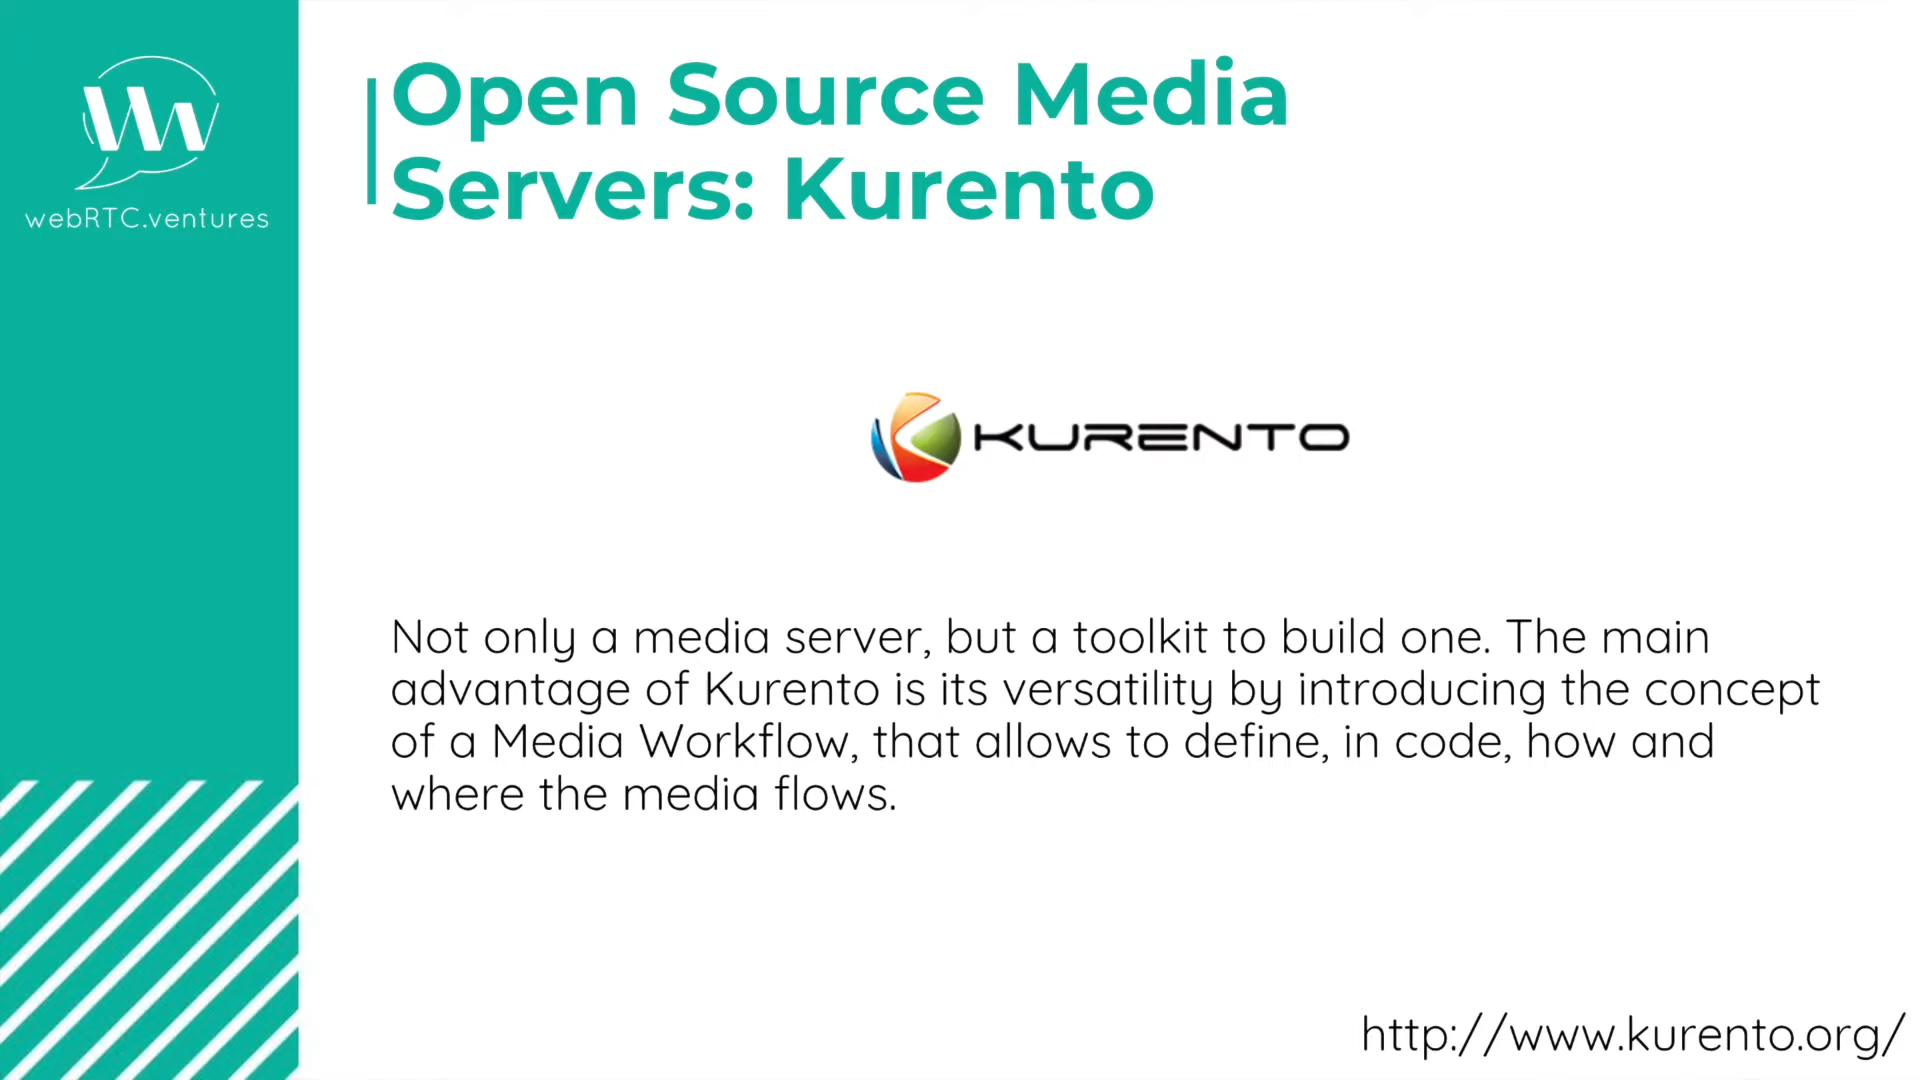 webRTC.ventures
Open Source Media
Servers: Kurento
KURENTO
Not only a media server, but a toolkit to build one. The main
advantage of Kurento is its versatility by introducing the concept
of a Media Workflow, that allows to define, in code, how and
where the media flows.
http://www.kurento.org/